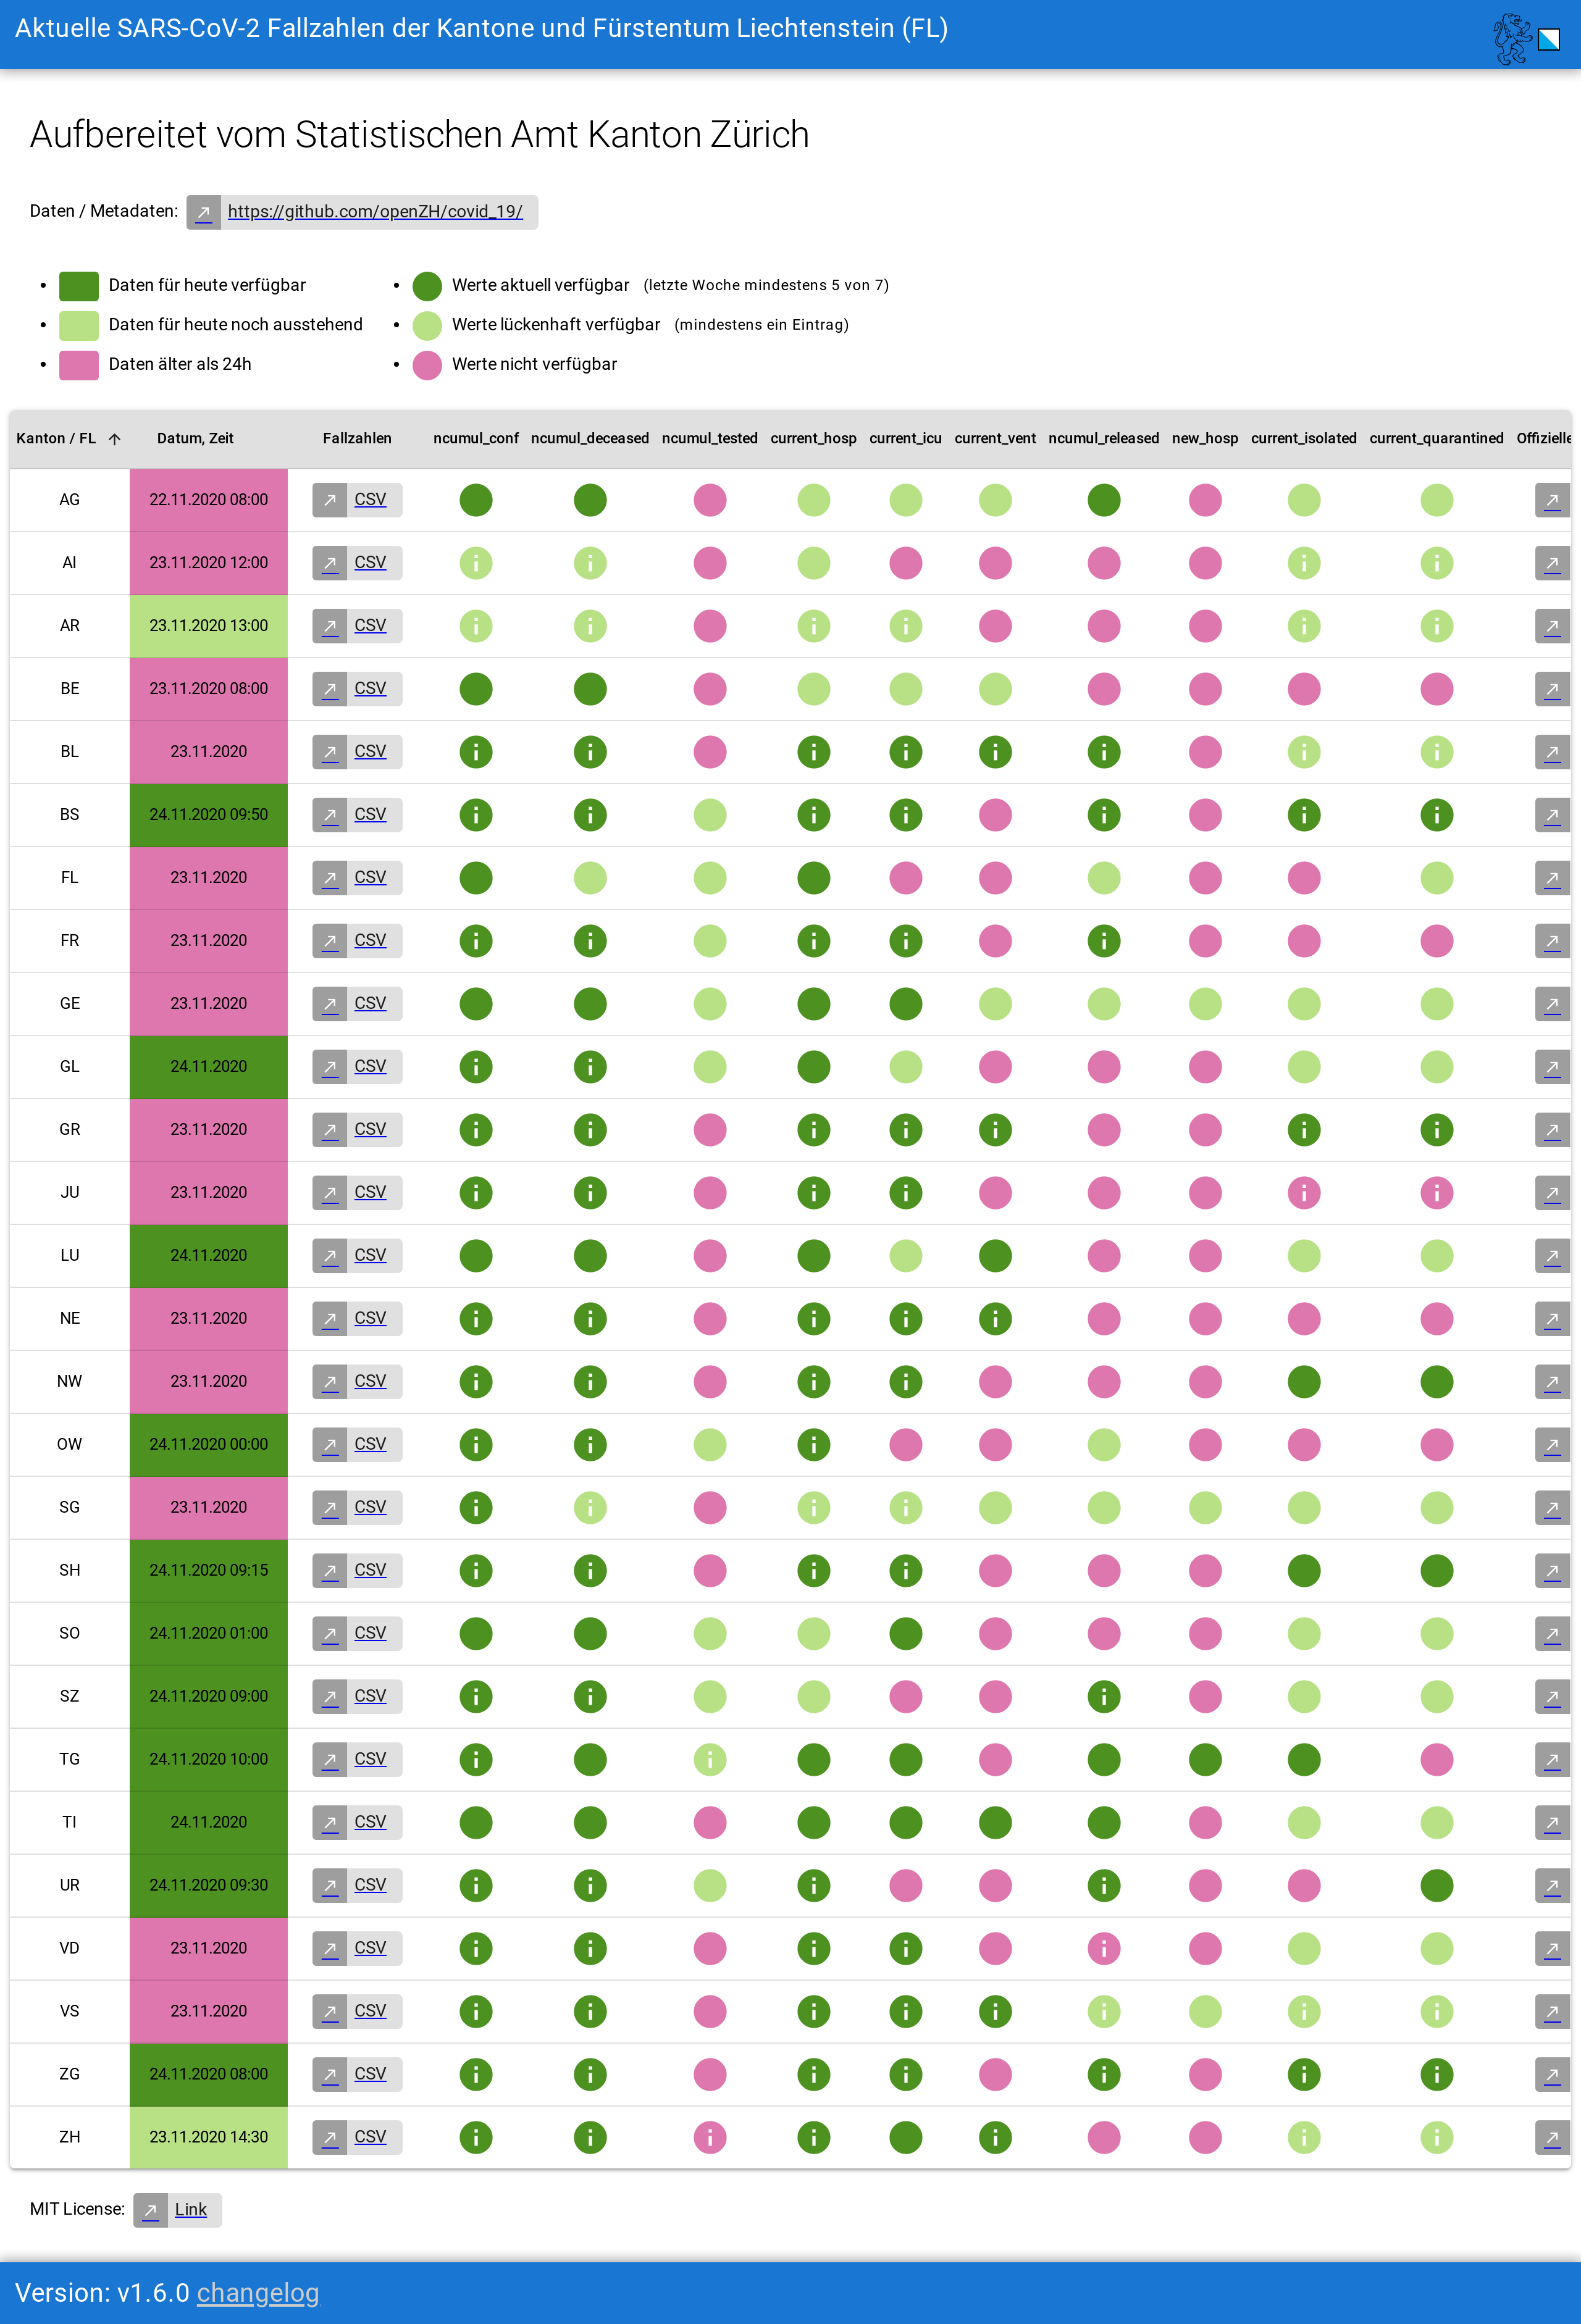 Aktuelle SARS-CoV-2 Fallzahlen der Kantone und Fürstentum Liechtenstein (FL)
Aufbereitet vom Statistischen Amt Kanton Zürich
Daten / Metadaten: https://github.com/openZH/covid_19/
Daten für heute verfügbar
Daten für heute noch ausstehend
Daten älter als 24h
Werte aktuell verfügbar (letzte Woche mindestens 5 von 7)
Werte lückenhaft verfügbar (mindestens ein Eintrag)
Werte nicht verfügbar
Kanton / FL Datum, Zeit Fallzahlen ncumul_conf ncumul_deceased ncumul_tested current_hosp current_icu current_vent ncumul_released new_hosp current_isolated current_quarantined Offizielle
AG 22.11.2020 08:00 CSV
AI 23.11.2020 12:00 CSV
AR 23.11.2020 13:00 CSV
BE 23.11.2020 08:00 CSV
BL 23.11.2020 CSV
BS 24.11.2020 09:50 CSV
FL 23.11.2020 CSV
FR 23.11.2020 CSV
GE 23.11.2020 CSV
GL 24.11.2020 CSV
GR 23.11.2020 CSV
JU 23.11.2020 CSV
LU 24.11.2020 CSV
NE 23.11.2020 CSV
NW 23.11.2020 CSV
OW 24.11.2020 00:00 CSV
SG 23.11.2020 CSV
SH 24.11.2020 09:15 CSV
SO 24.11.2020 01:00 CSV
SZ 24.11.2020 09:00 CSV
TG 24.11.2020 10:00 CSV
TI 24.11.2020 CSV
UR 24.11.2020 09:30 CSV
VD 23.11.2020 CSV
VS 23.11.2020 CSV
ZG 24.11.2020 08:00 CSV
ZH 23.11.2020 14:30 CSV
MIT License: Link
Version: v1.6.0 changelog